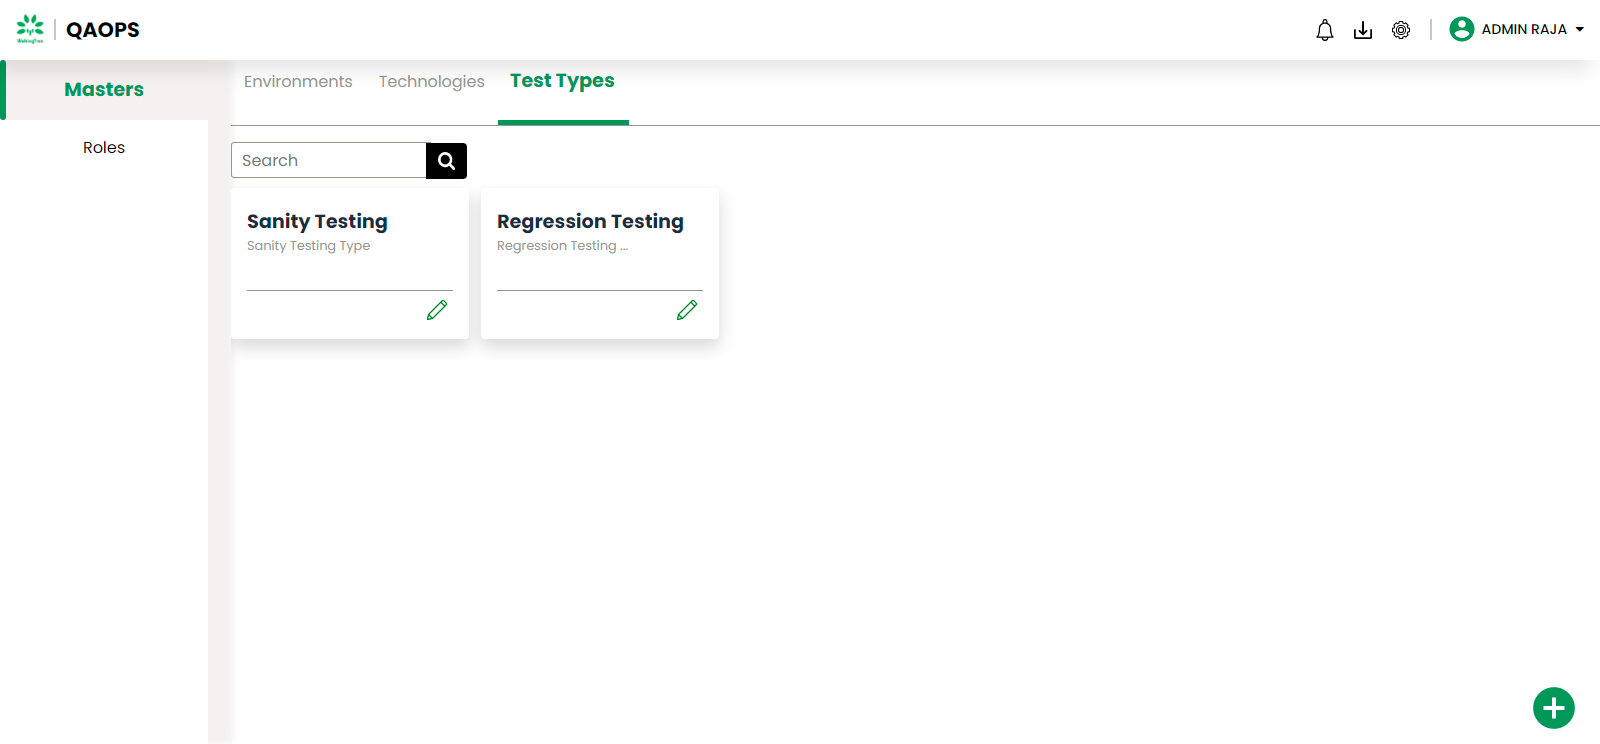 WalkingTree
QAOPS
ADMIN RAJA
Masters
Roles
Environments
Technologies
Test Types
Search
Sanity Testing
Sanity Testing Type
Regression Testing
Regression Testing ...